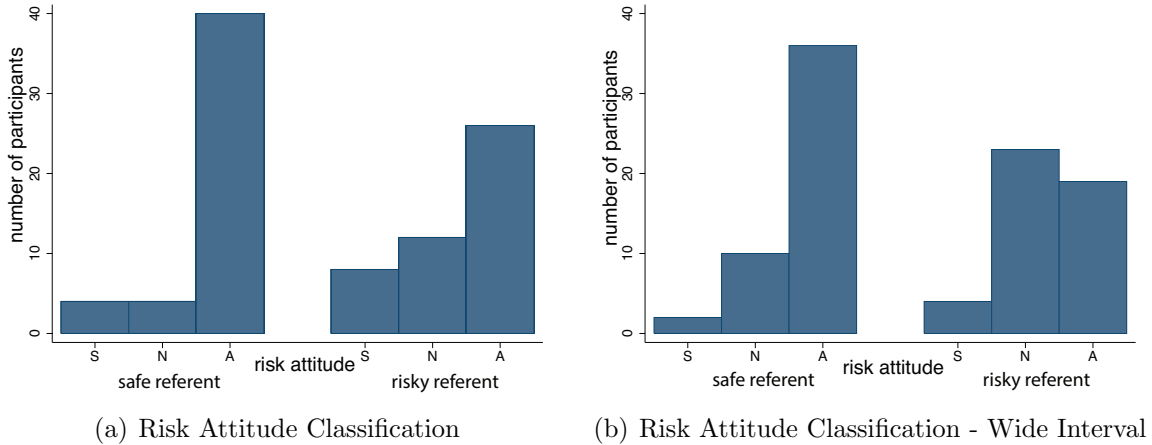 number of participants
40
30
20
10
0
S N A S N A
risk attitude
safe referent risky referent
(a) Risk Attitude Classification
number of participants
40
30
20
10
0
S N A S N A
risk attitude
safe referent risky referent
(b) Risk Attitude Classification - Wide Interval